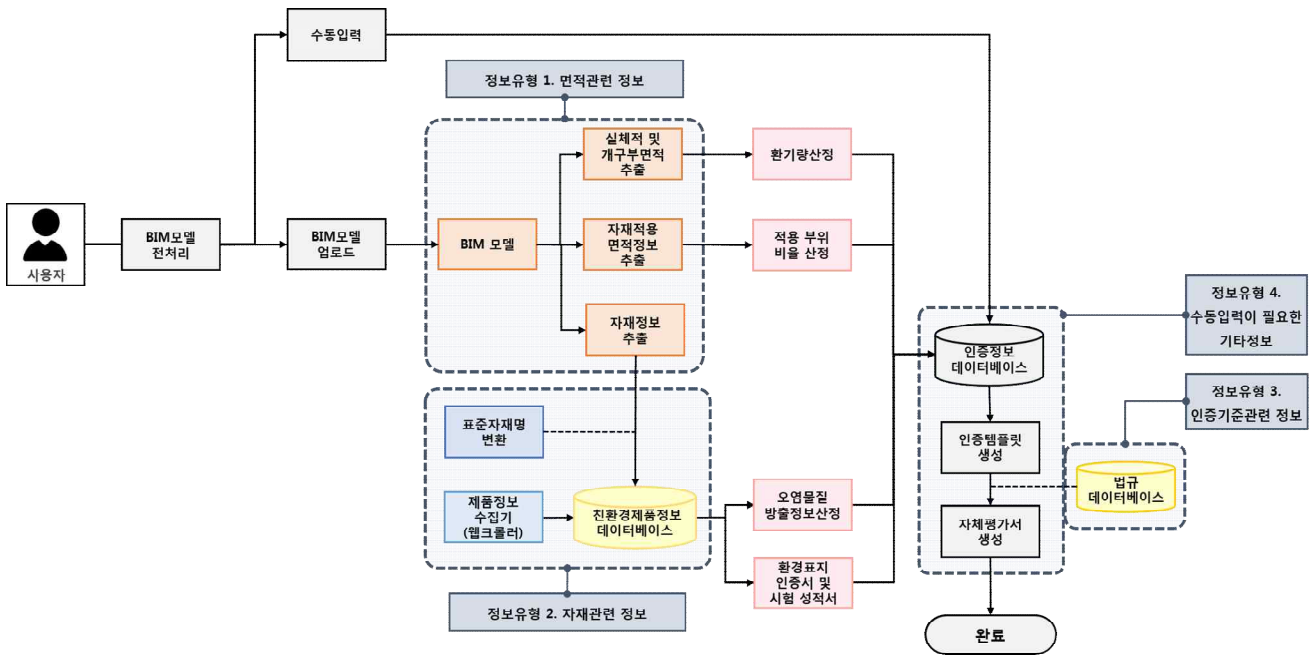 수동입력
정보유형 1. 면적관련 정보
실체적 및
개구부면적
추출
환기량산정
시용자
BIM모델
전처리
BIM모델
업로드
BIM 모델
자재적용
면적정보
추출
적용 부위
비율 산정
자재정보
추출
정보유형 4.
수동입력이 필요한
기타정보
인증정보
데이터베이스
정보유형 3.
인증기준관련 정보
표준자재명
변환
인증템플릿
생성
법규
데이터베이스
제품정보
수집기
(웹크롤러)
친환경제품정보
데이터베이스
오염물질
방출정보산정
자체평가서
생성
환경표지
인증시 및
시험 성적서
정보유형 2. 자재관련 정보
완료